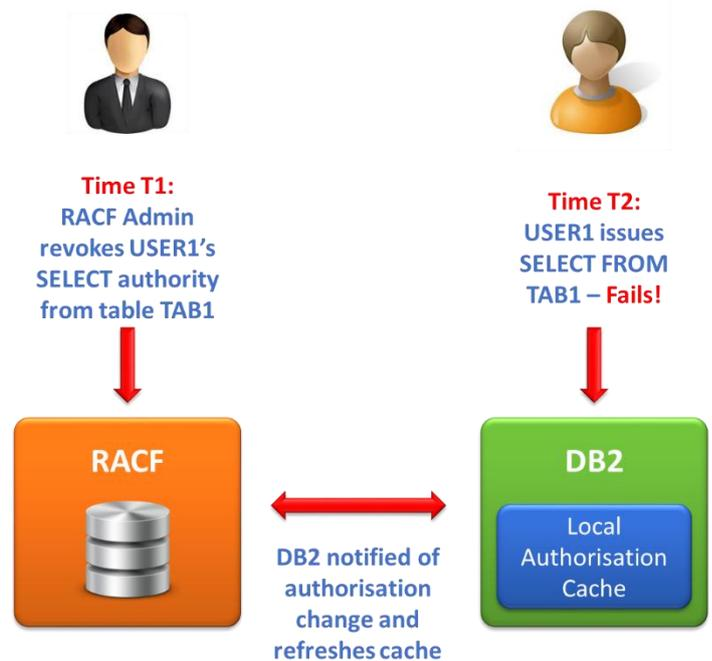 Time T1:
RACF Admin
revokes USER1's
SELECT authority
from table TAB1
Time T2:
USER1 issues
SELECT FROM
TAB1 – Fails!
RACF
DB2 notified of
authorisation
change and
refreshes cache
DB2
Local
Authorisation
Cache